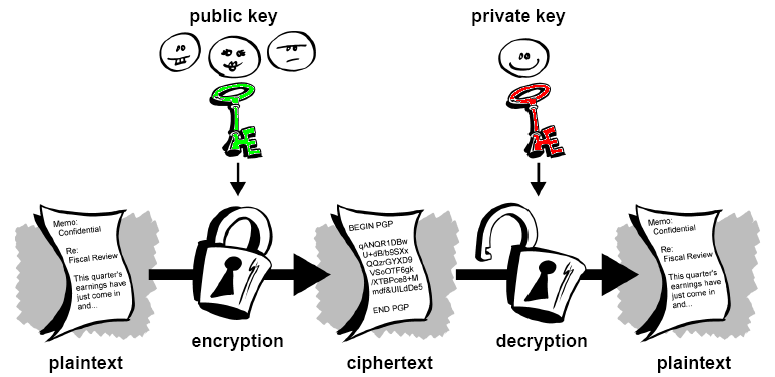 public key
private key
Memo:
Confidential
Re:
Fiscal Review
This quarter's
earnings have
just come in
and...
BEGIN PGP
qANQR1DBw
U+dB/b9SXx
QQzrGYXD9
VSoOTF6gk
/XTBPce8+M
mdf&UILdDe5
END PGP
Memo:
Confidential
Re:
Fiscal Review
This quarter's
earnings have
just come in
and...
plaintext
encryption
ciphertext
decryption
plaintext